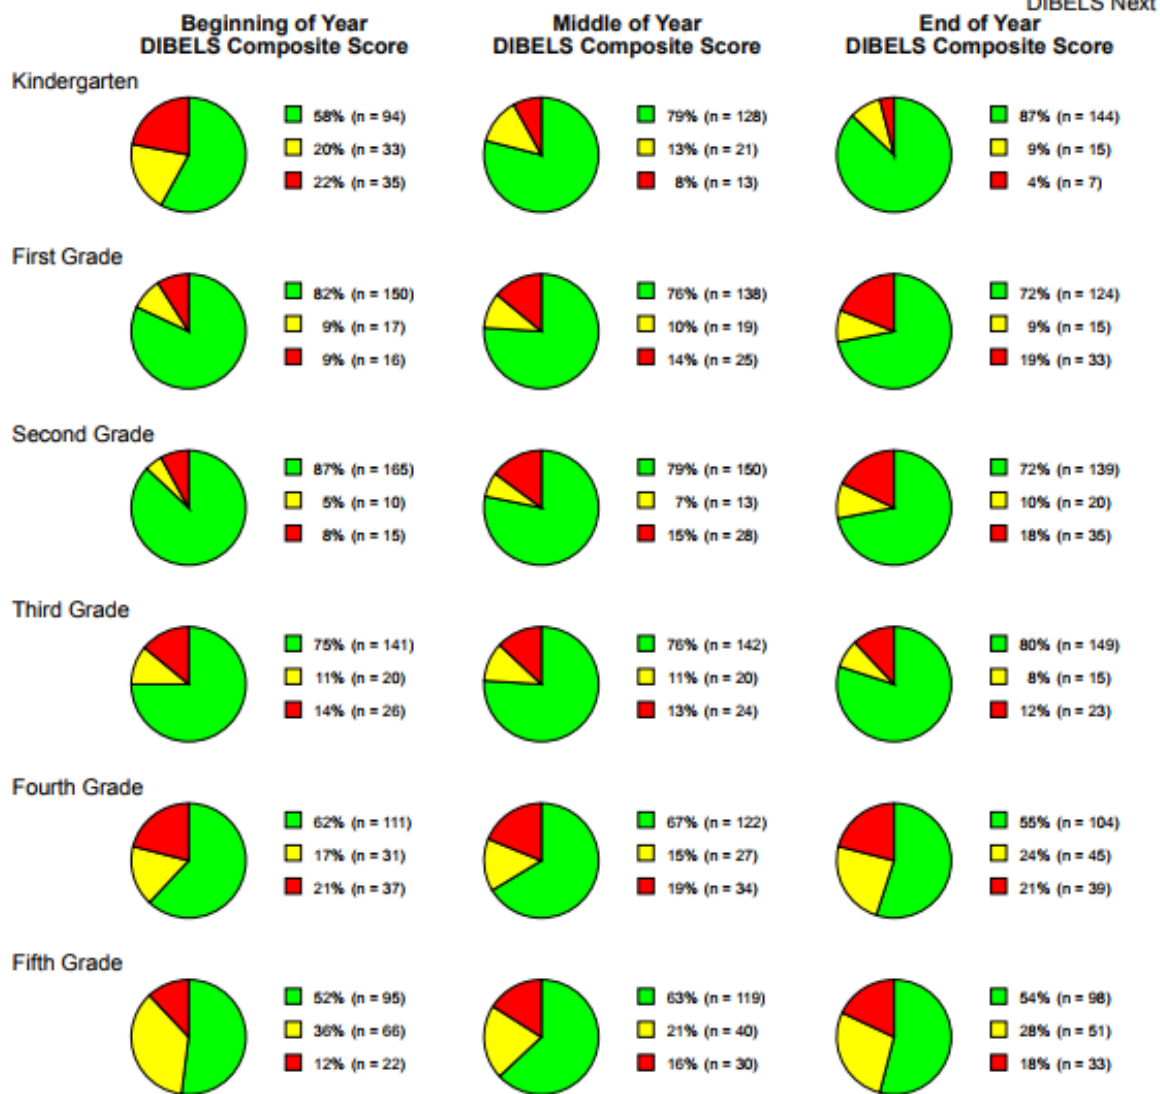 DIBELS Next
Beginning of Year Middle of Year End of Year
DIBELS Composite Score DIBELS Composite Score DIBELS Composite Score
Kindergarten
58% (n = 94) 79% (n = 128) 87% (n = 144)
20% (n = 33) 13% (n = 21) 9% (n = 15)
22% (n = 35) 8% (n = 13) 4% (n = 7)
First Grade
82% (n = 150) 76% (n = 138) 72% (n = 124)
9% (n = 17) 10% (n = 19) 9% (n = 15)
9% (n = 16) 14% (n = 25) 19% (n = 33)
Second Grade
87% (n = 165) 79% (n = 150) 72% (n = 139)
5% (n = 10) 7% (n = 13) 10% (n = 20)
8% (n = 15) 15% (n = 28) 18% (n = 35)
Third Grade
75% (n = 141) 76% (n = 142) 80% (n = 149)
11% (n = 20) 11% (n = 20) 8% (n = 15)
14% (n = 26) 13% (n = 24) 12% (n = 23)
Fourth Grade
62% (n = 111) 67% (n = 122) 55% (n = 104)
17% (n = 31) 15% (n = 27) 24% (n = 45)
21% (n = 37) 19% (n = 34) 21% (n = 39)
Fifth Grade
52% (n = 95) 63% (n = 119) 54% (n = 98)
36% (n = 66) 21% (n = 40) 28% (n = 51)
12% (n = 22) 16% (n = 30) 18% (n = 33)